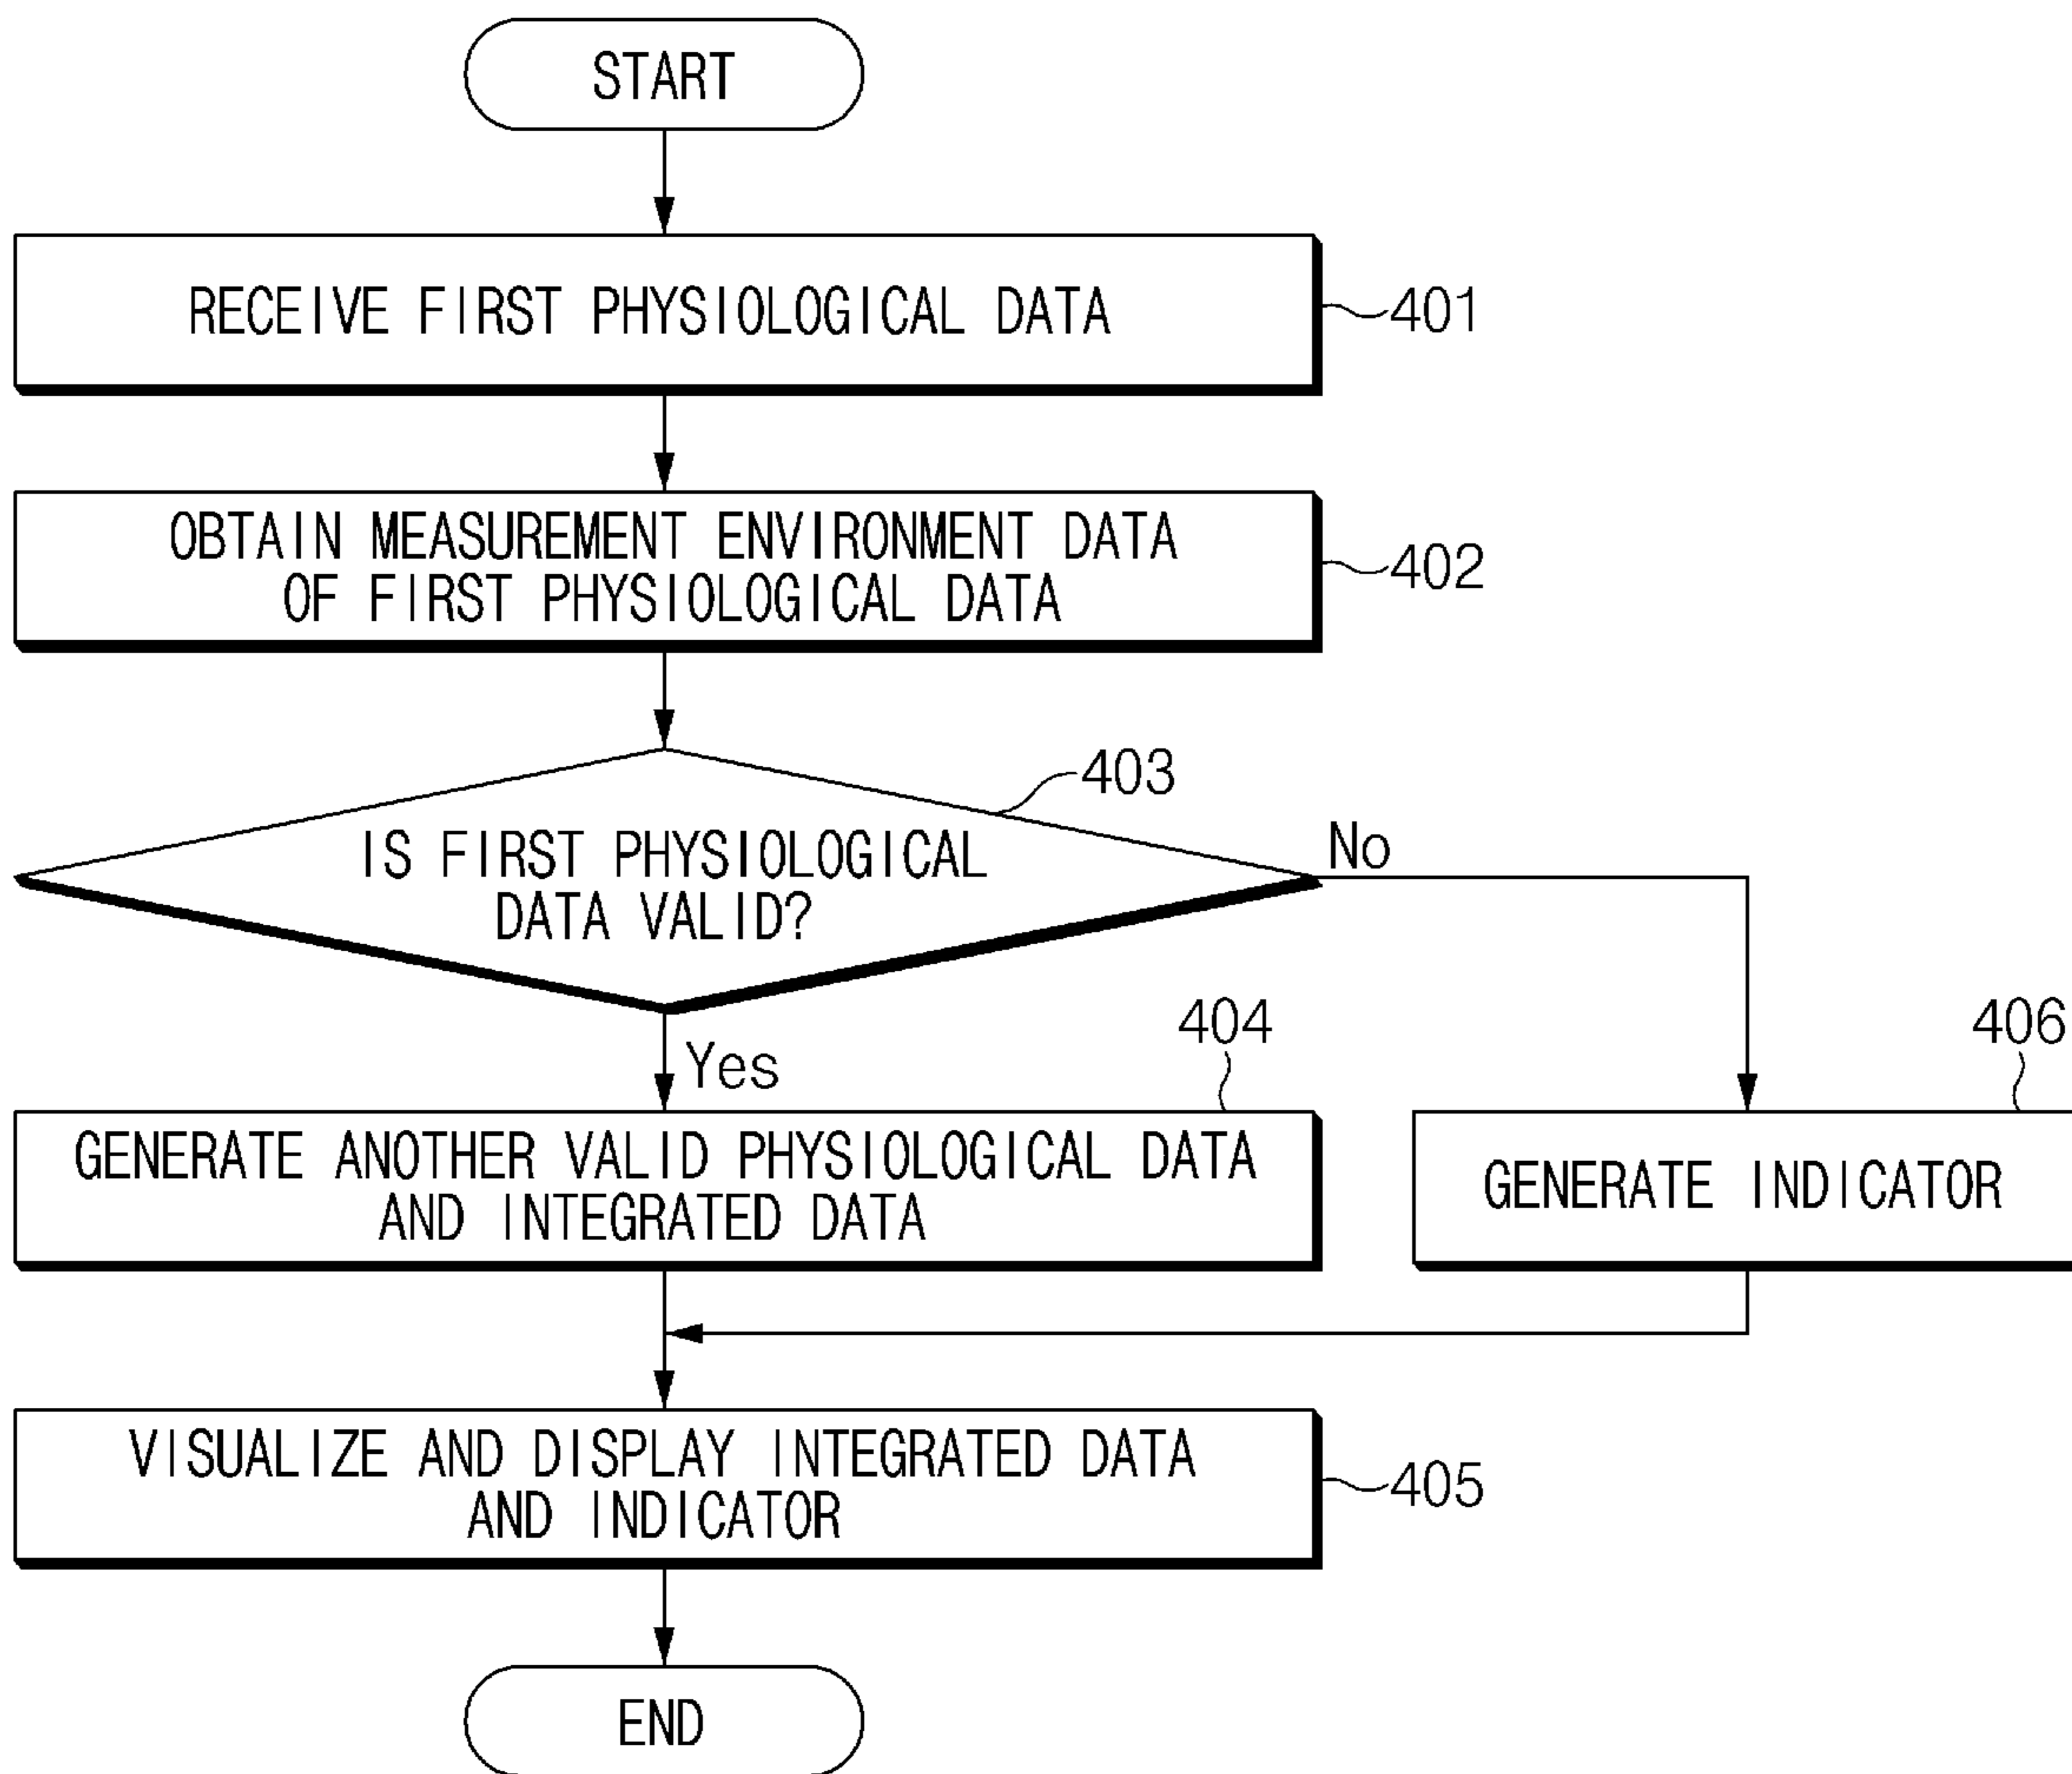 START
RECEIVE FIRST PHYSIOLOGICAL DATA
401
OBTAIN MEASUREMENT ENVIRONMENT DATA
OF FIRST PHYSIOLOGICAL DATA
402
403
IS FIRST PHYSIOLOGICAL
DATA VALID?
No
Yes
404
GENERATE ANOTHER VALID PHYSIOLOGICAL DATA
AND INTEGRATED DATA
406
GENERATE INDICATOR
VISUALIZE AND DISPLAY INTEGRATED DATA
AND INDICATOR
405
END